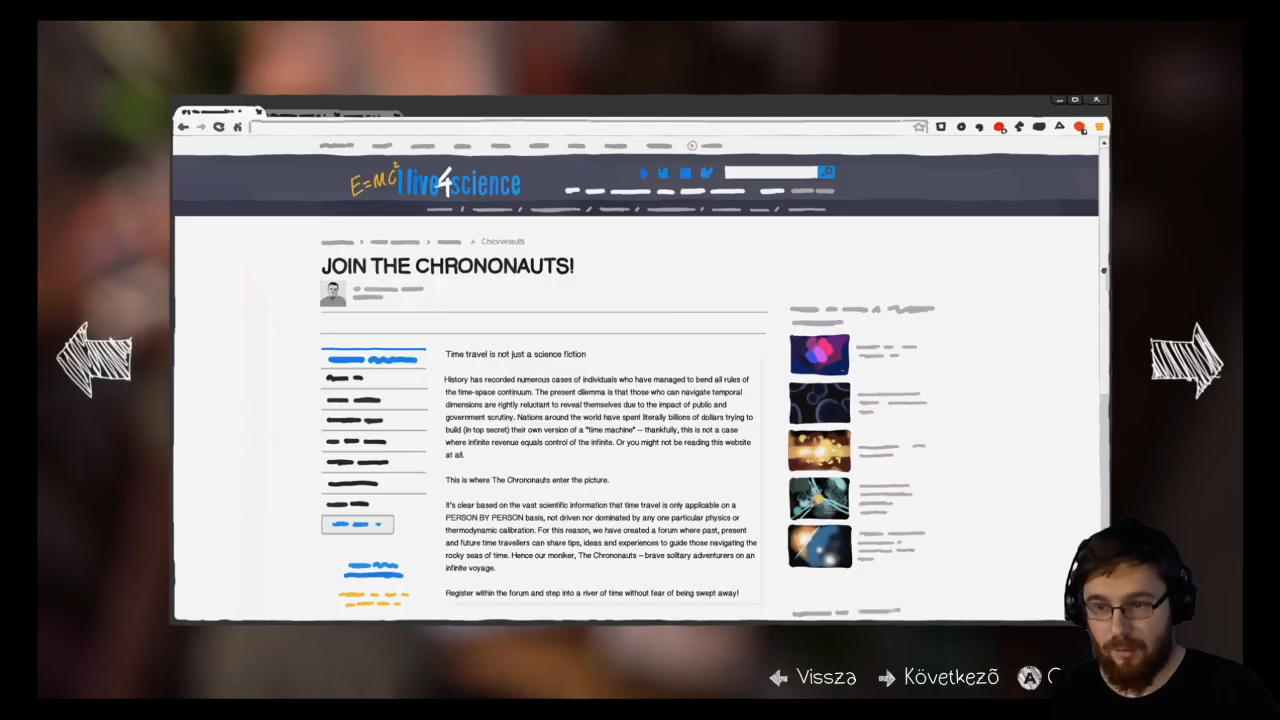 E=MC² I live4science
Chrononauts
JOIN THE CHRONONAUTS!
Time travel is not just a science fiction
History has recorded numerous cases of individuals who have managed to bend all rules of
the time-space continuum. The present dilemma is that those who can navigate temporal
dimensions are rightly reluctant to reveal themselves due to the impact of public and
government scrutiny. Nations around the world have spent literally billions of dollars trying to
build (in top secret) their own version of a "time machine" -- thankfully, this is not a case
where infinite revenue equals control of the infinite. Or you might not be reading this website
at all.
This is where The Chrononauts enter the picture.
It's clear based on the vast scientific information that time travel is only applicable on a
PERSON BY PERSON basis, not driven nor dominated by any one particular physics or
thermodynamic calibration. For this reason, we have created a forum where past, present
and future time travellers can share tips, ideas and experiences to guide those navigating the
rocky seas of time. Hence our moniker, The Chrononauts – brave solitary adventurers on an
infinite voyage.
Register within the forum and step into a river of time without fear of being swept away!
Vissza Következõ A